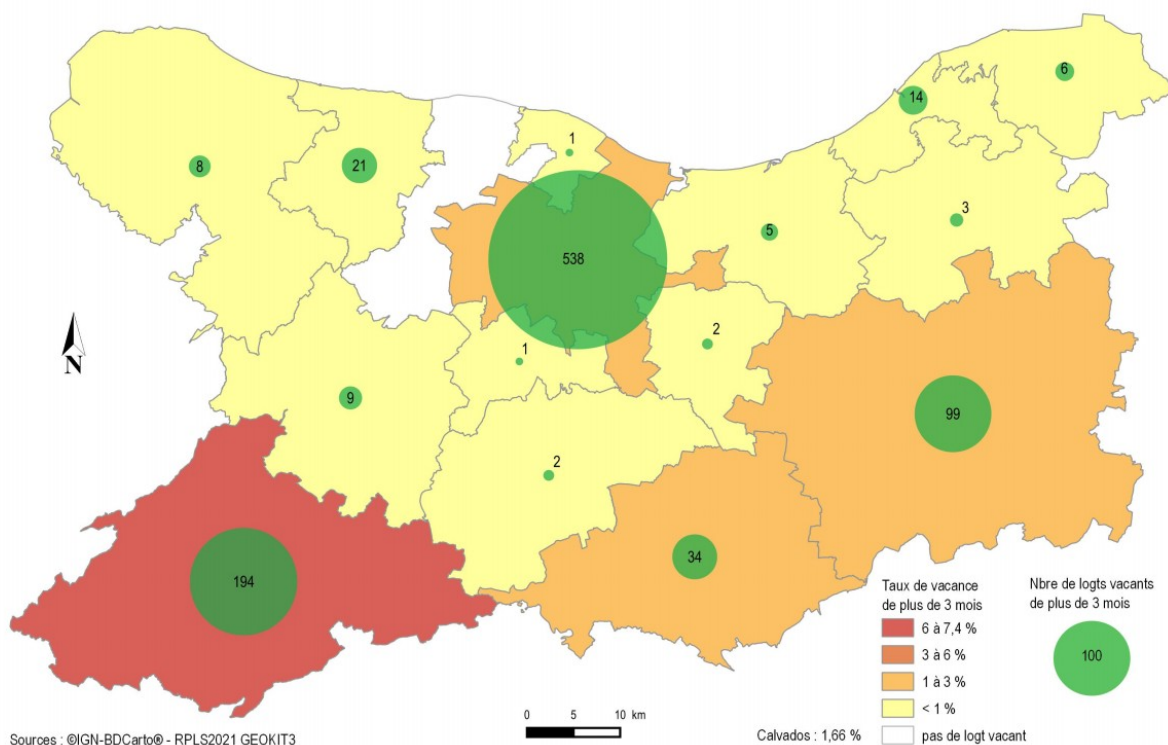 6
14
1
8
21
3
5
538
2
1
9
99
2
N
34
194
Taux de vacance
de plus de 3 mois
6 à 7,4 %
3 à 6 %
1 à 3 %
< 1 %
pas de logt vacant
Nbre de logts vacants
de plus de 3 mois
100
0 5 10 km
Calvados : 1,66 %
Sources : ©IGN-BDCarto® - RPLS2021 GEOKIT3